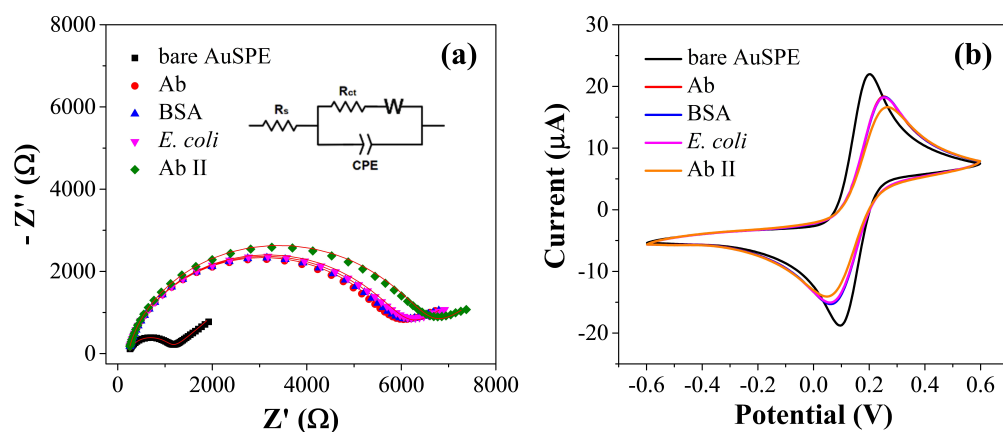 (a)
bare AuSPE
Ab
BSA
E. coli
Ab II
Rs
Rct
W
CPE
8000
6000
4000
2000
0
- Z'' (Ω)
0 2000 4000 6000 8000
Z' (Ω)
(b)
bare AuSPE
Ab
BSA
E. coli
Ab II
30
20
10
0
-10
-20
Current (μA)
-0.6 -0.4 -0.2 0.0 0.2 0.4 0.6
Potential (V)